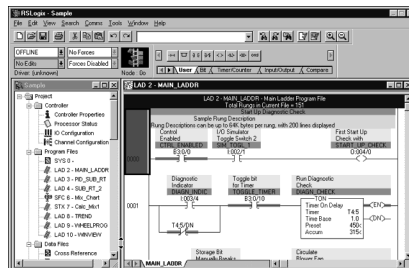 RSLogix - Sample
File Edit View Search Comms Tools Window Help
OFFLINE No Forces
No Edits Forces Disabled
Driver: (unknown) Node: 0o
User Bit Timer/Counter Input/Output Compare
Sample
Project
Controller
Controller Properties
Processor Status
IO Configuration
Channel Configuration
Program Files
SYS 0 -
LAD 2 - MAIN_LADDR
LAD 3 - PID_SUB_RT
LAD 4 - SUB_RT_2
SFC 6 - Mix_Chart
STX 7 - Calc_Mix1
LAD 8 - TREND
LAD 9 - WHEELPROG
LAD 10 - WNVIEW
Data Files
Cross Reference
LAD 2 - MAIN_LADDR
LAD 2 - MAIN_LADDR - Main Ladder Program File
Total Rungs in Current File = 151
Start Up Diagnostic Check
Sample Rung Description
Rung Descriptions can be up to 64K bytes per rung, with 200 lines displayed
Control Enabled CTRL_ENABLED B3:0/0
I/O Simulator Toggle Switch 2 SIM_TOGL_1 I:002/1
First Start Up Check with START_UP_CHECK O:004/0
0000
Diagnostic Indicator DIAGN_INDIC I:003/4
Toggle bit for Timer TOGGLE_TIMER B3:0/10
Run Diagnostic Check DIAGN_CHECK
0001
TON
Timer On Delay
Timer T4:5
Time Base 1.0
Preset 450<
Accum 315<
EN
DN
T4:5/DN
Storage Bit
Manually Breaks
Circulate
Blower Fan
MAIN_LADDR